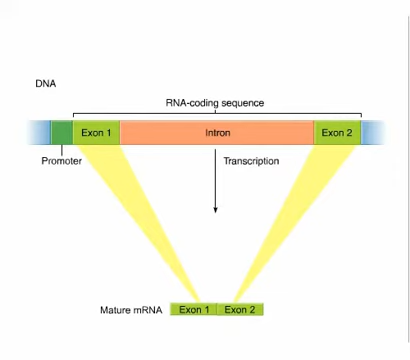 DNA
RNA-coding sequence
Exon 1
Intron
Exon 2
Promoter
Transcription
Mature mRNA
Exon 1
Exon 2